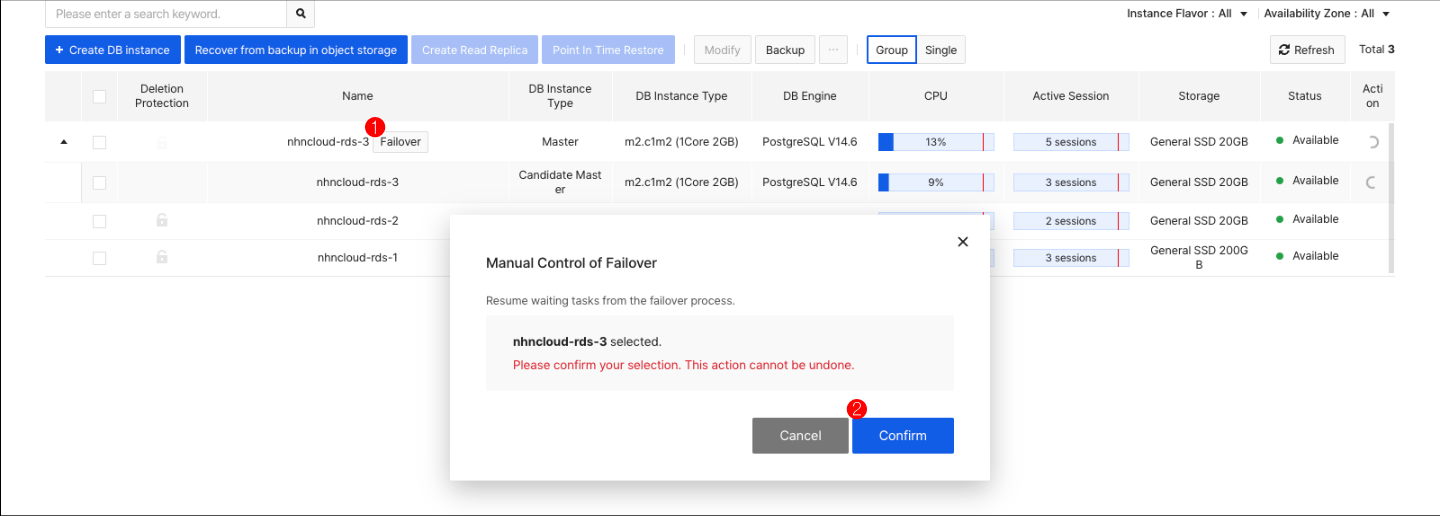 Please enter a search keyword.
Instance Flavor : All
Availability Zone : All
+ Create DB instance
Recover from backup in object storage
Create Read Replica
Point In Time Restore
Modify
Backup
...
Group
Single
Refresh
Total 3
Deletion
Protection
Name
DB Instance
Type
DB Instance Type
DB Engine
CPU
Active Session
Storage
Status
Acti
on
1
nhncloud-rds-3
Failover
Master
m2.c1m2 (1Core 2GB)
PostgreSQL V14.6
13%
5 sessions
General SSD 20GB
Available
nhncloud-rds-3
Candidate Mast
er
m2.c1m2 (1Core 2GB)
PostgreSQL V14.6
9%
3 sessions
General SSD 20GB
Available
nhncloud-rds-2
2 sessions
General SSD 20GB
Available
nhncloud-rds-1
3 sessions
General SSD 200G
B
Available
Manual Control of Failover
Resume waiting tasks from the failover process.
nhncloud-rds-3 selected.
Please confirm your selection. This action cannot be undone.
2
Cancel
Confirm